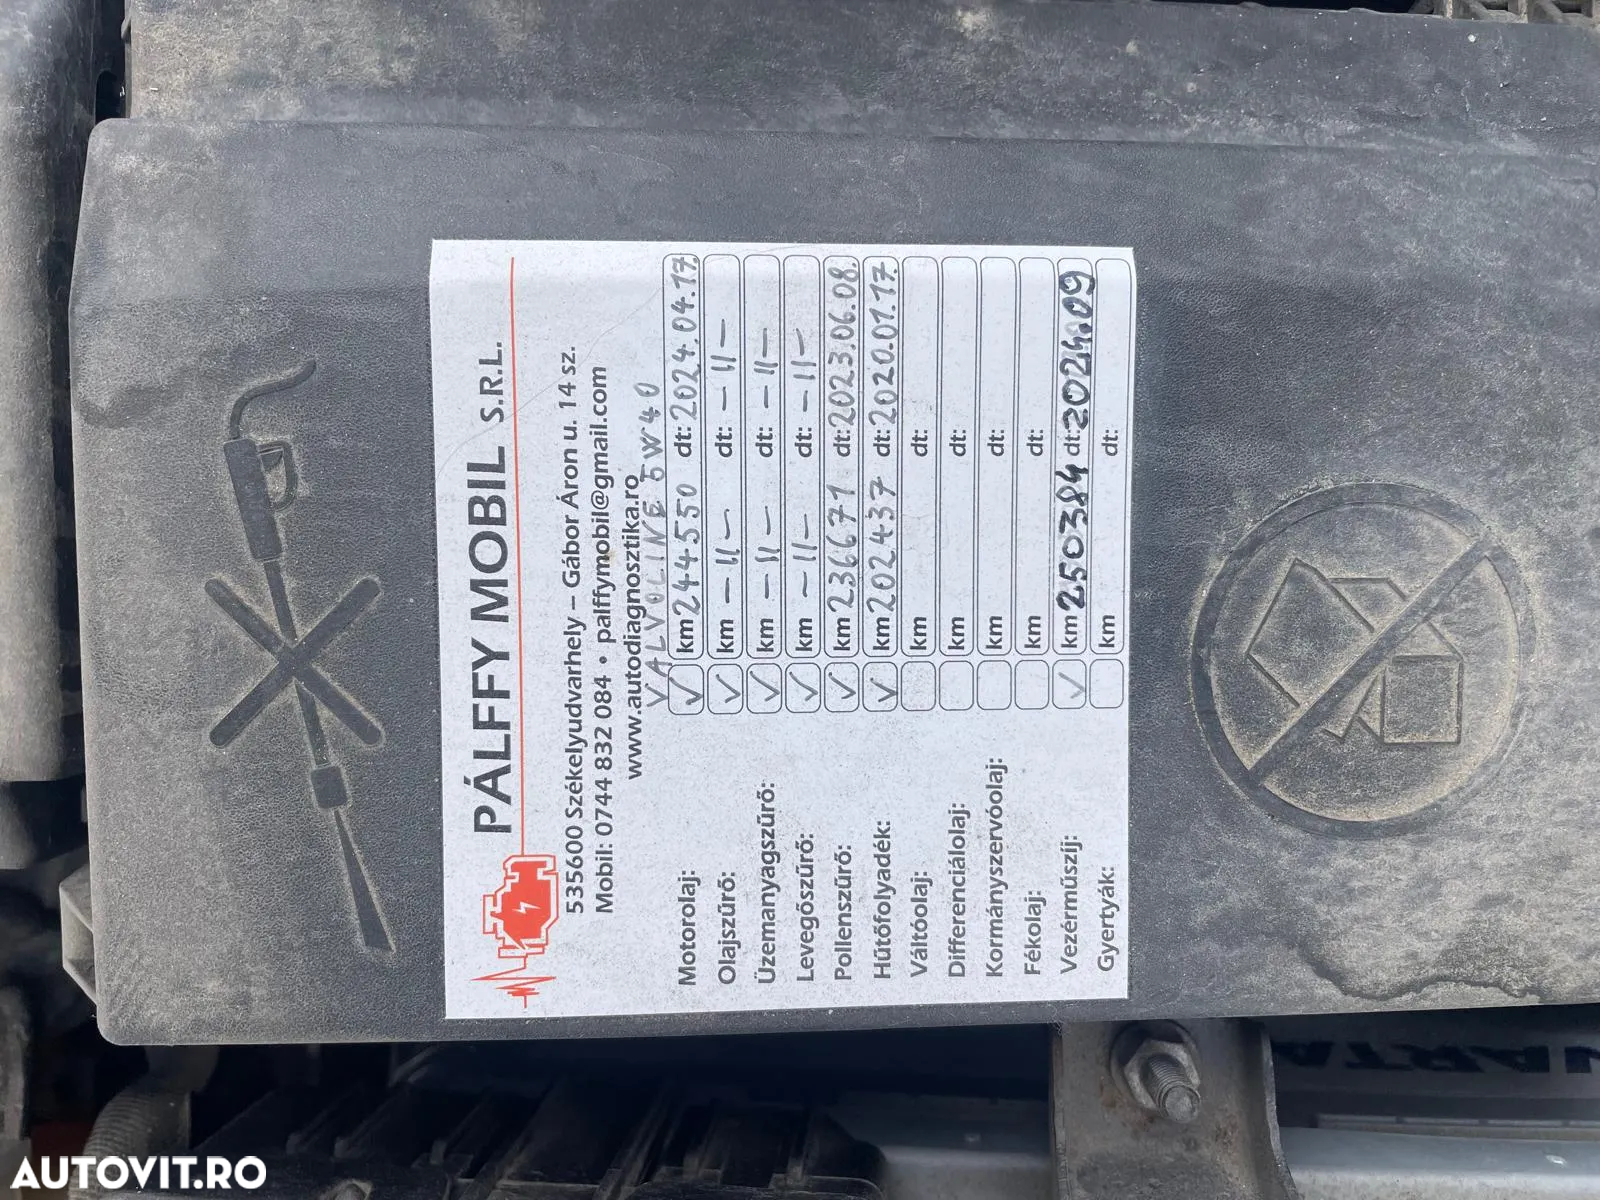 PÁLFFY MOBIL S.R.L.
535600 Székelyudvarhely – Gábor Áron u. 14 sz.
Mobil: 0744 832 084 • palffymobil@gmail.com
www.autodiagnosztika.ro
VALVOLINE 5W40
Motorolaj: ✓ km 244550 dt: 2024.04.17.
Olajszűrő: ✓ km -11- dt: -11-
Üzemanyagszűrő: ✓ km -11- dt: -11-
Levegőszűrő: ✓ km -11- dt: -11-
Pollenszűrő: ✓ km 236671 dt: 2023.06.08.
Hűtőfolyadék: ✓ km 202437 dt: 2020.01.17.
Váltóolaj: km dt:
Differenciálolaj: km dt:
Kormányszervóolaj: km dt:
Fékolaj: km dt:
Vezérműszíj: ✓ km 250384 dt: 2024.09
Gyertyák: km dt:
AUTOVIT.RO